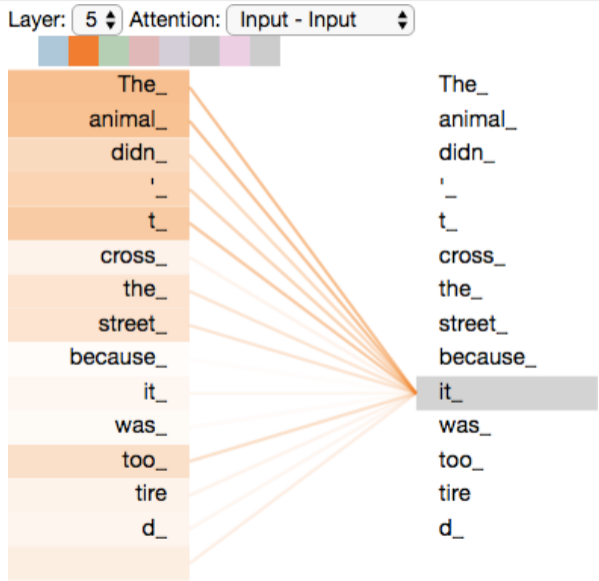 Layer: 5 Attention: Input - Input
The_ The_
animal_ animal_
didn_ didn_
'_ '_
t_ t_
cross_ cross_
the_ the_
street_ street_
because_ because_
it_ it_
was_ was_
too_ too_
tire tire
d_ d_